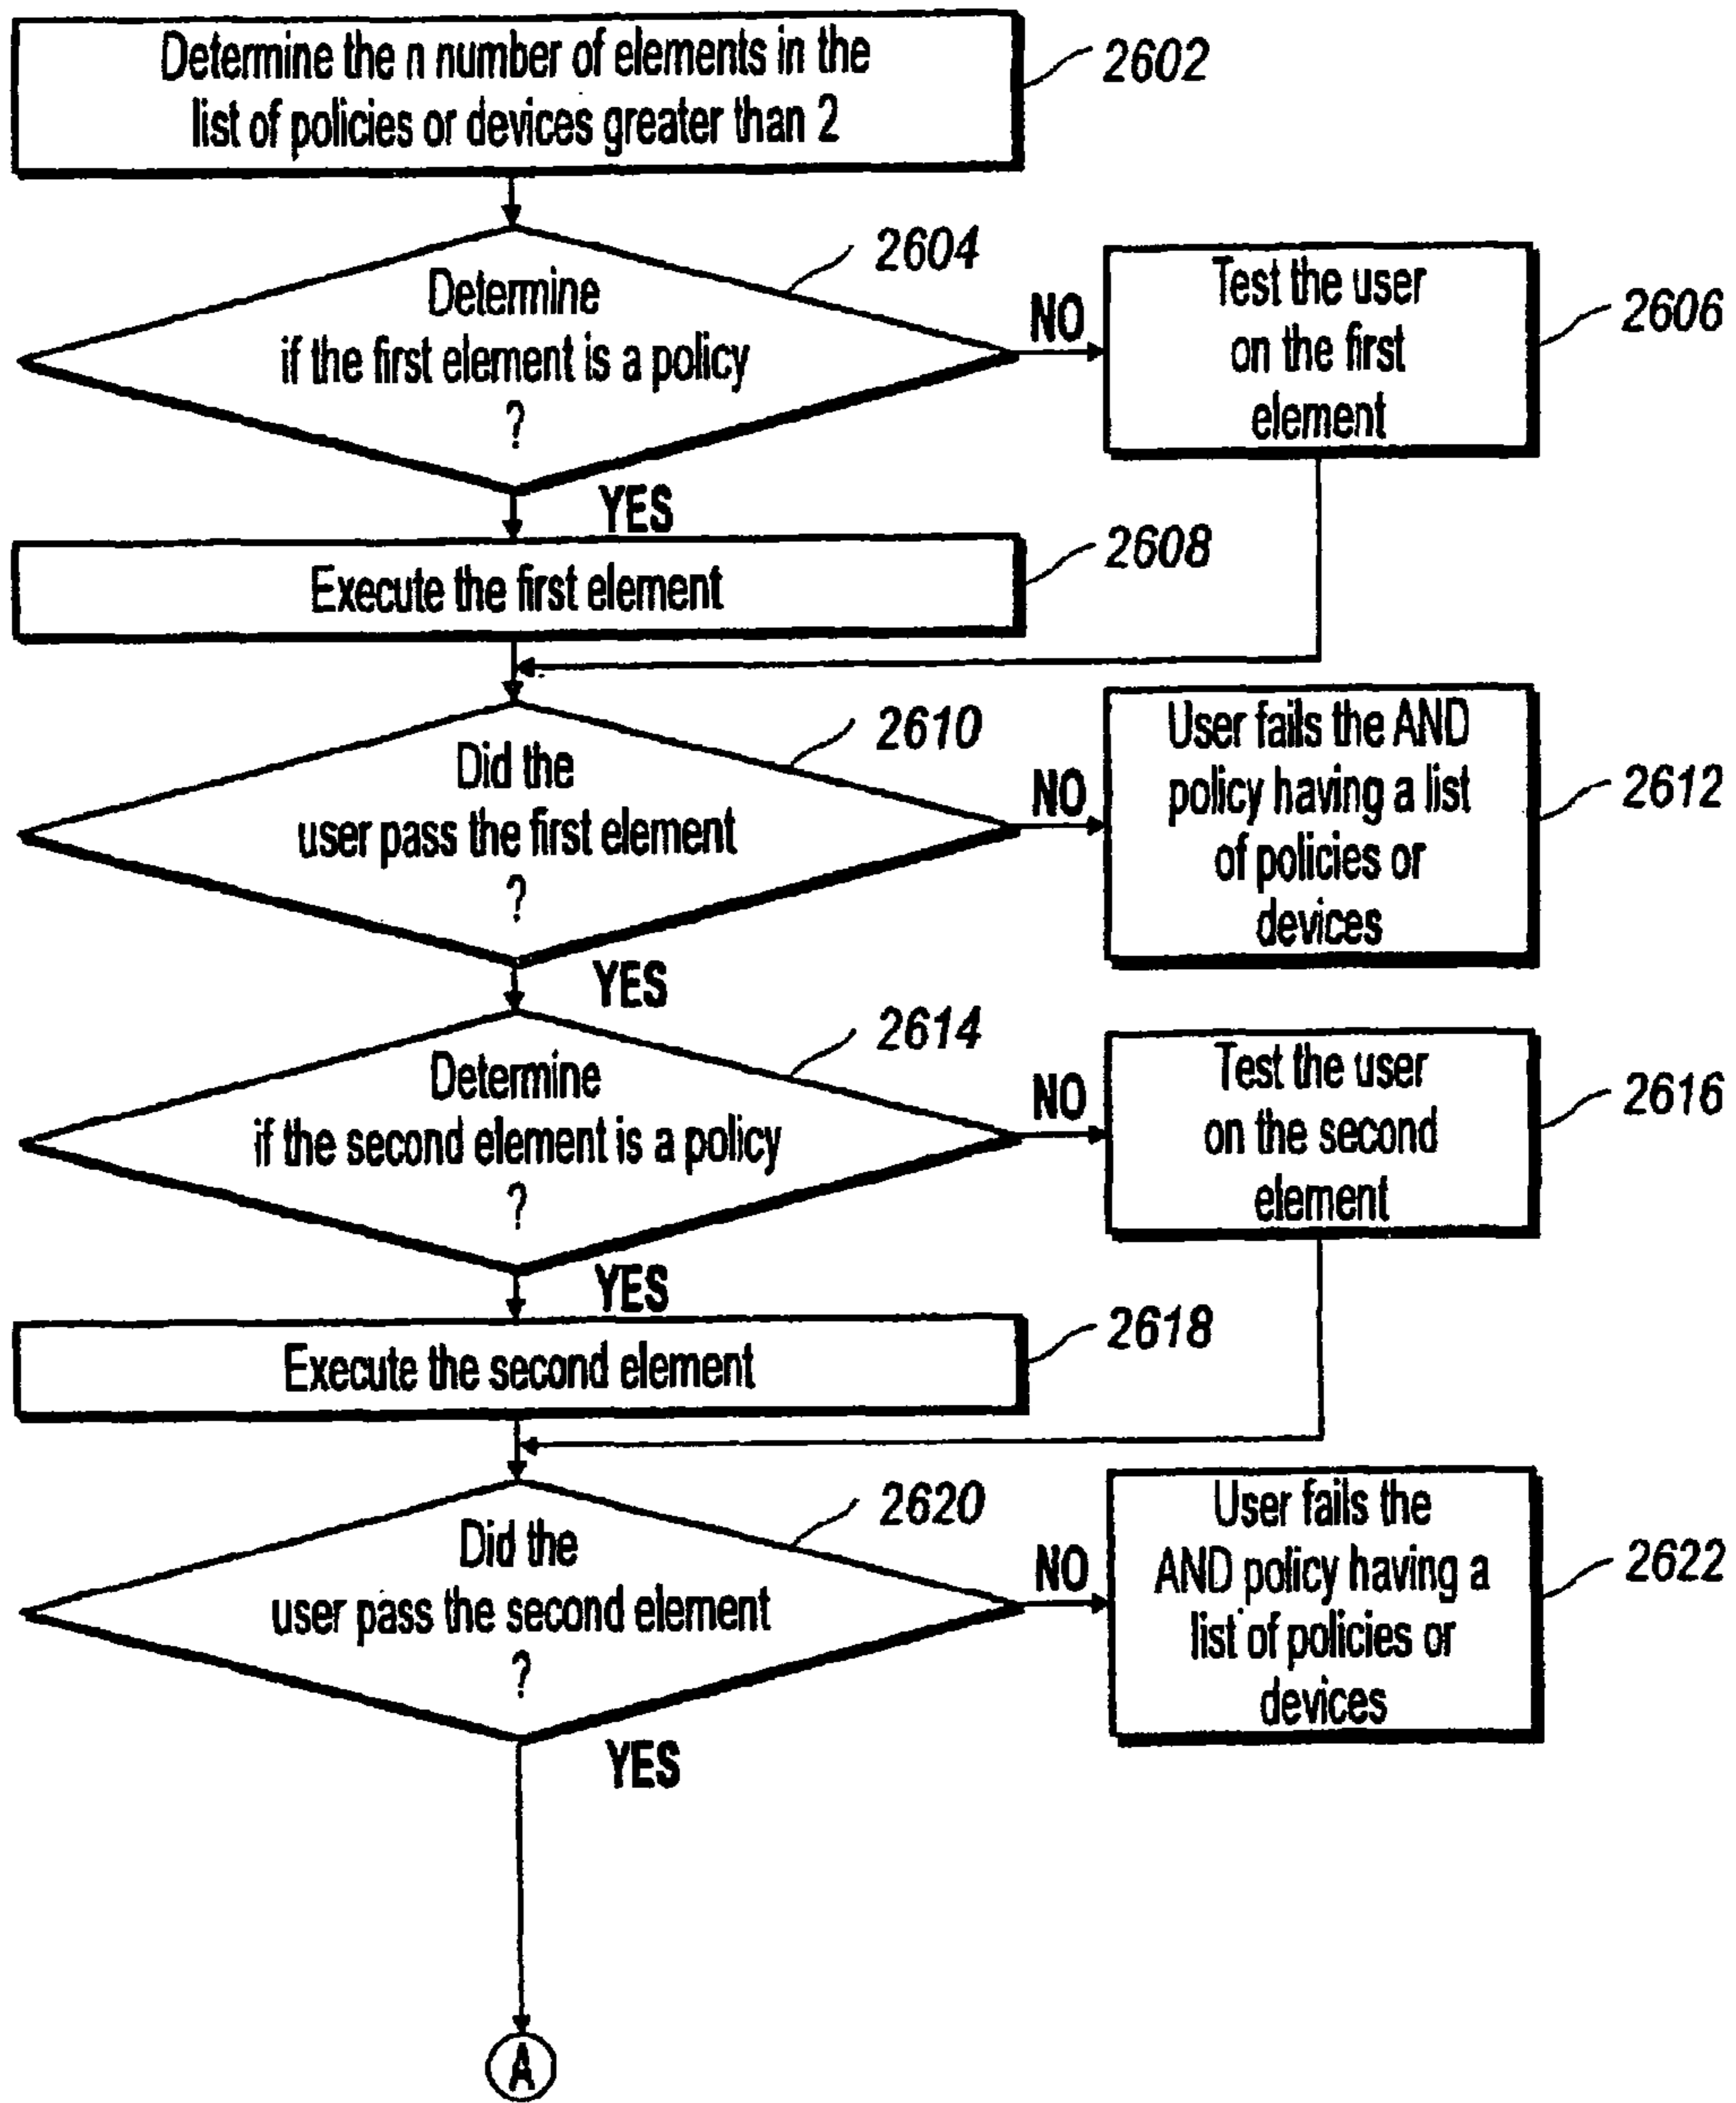 Determine the n number of elements in the
list of policies or devices greater than 2
2602
Determine
if the first element is a policy
?
2604
NO
YES
Test the user
on the first
element
2606
Execute the first element
2608
Did the
user pass the first element
?
2610
NO
YES
User fails the AND
policy having a list
of policies or
devices
2612
Determine
if the second element is a policy
?
2614
NO
YES
Test the user
on the second
element
2616
Execute the second element
2618
Did the
user pass the second element
?
2620
NO
YES
User fails the
AND policy having a
list of policies or
devices
2622
A